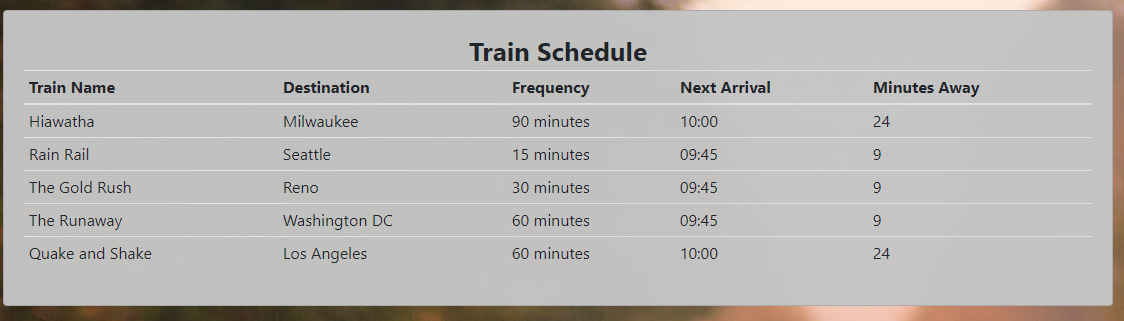 Train Schedule
Train Name Destination Frequency Next Arrival Minutes Away
Hiawatha Milwaukee 90 minutes 10:00 24
Rain Rail Seattle 15 minutes 09:45 9
The Gold Rush Reno 30 minutes 09:45 9
The Runaway Washington DC 60 minutes 09:45 9
Quake and Shake Los Angeles 60 minutes 10:00 24